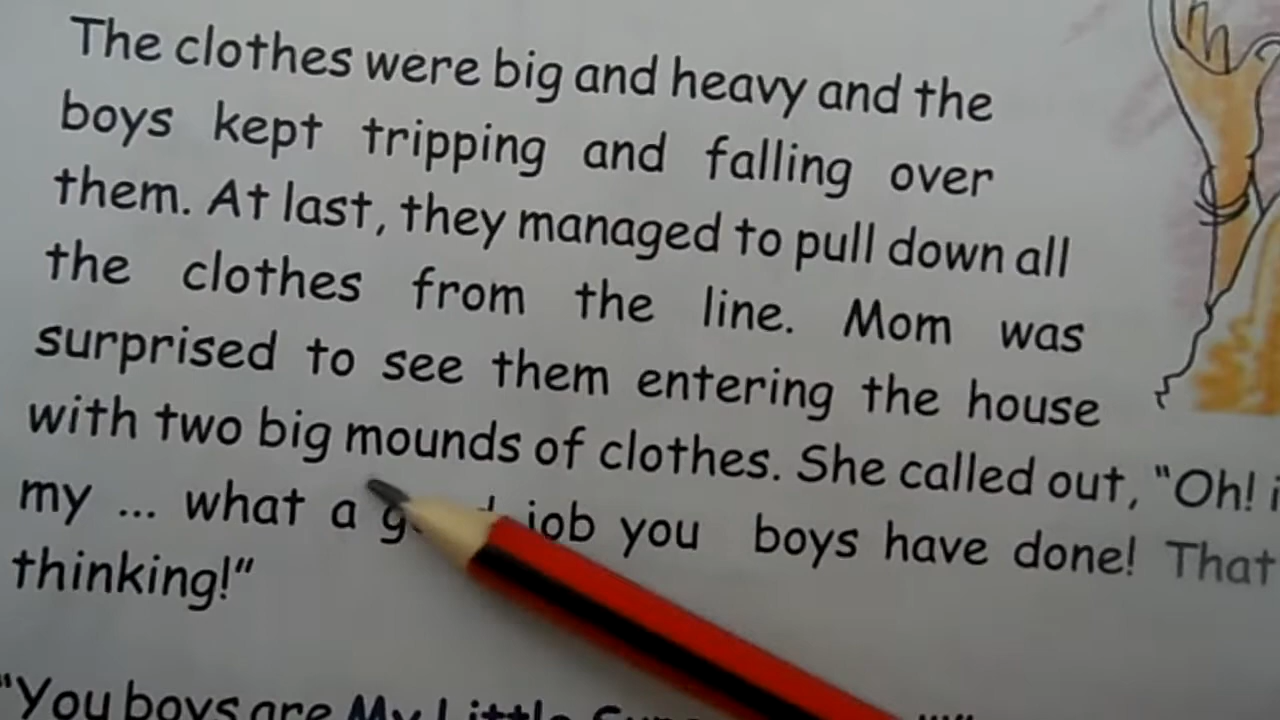 The clothes were big and heavy and the
boys kept tripping and falling over
them. At last, they managed to pull down all
the clothes from the line. Mom was
surprised to see them entering the house
with two big mounds of clothes. She called out, "Oh! i
my ... what a job you boys have done! That
thinking!"
"You boys are My Little